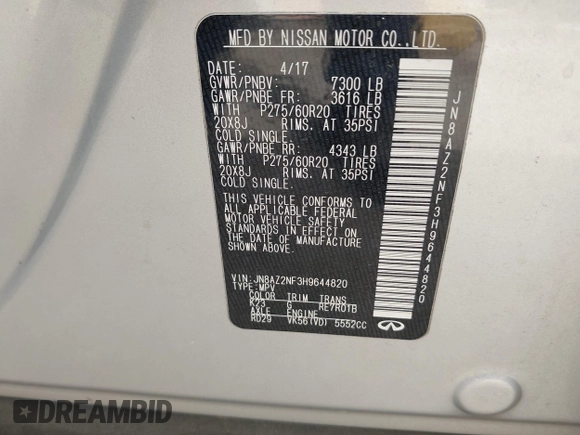 MFD BY NISSAN MOTOR CO.,LTD.
DATE: 4/17
GVWR/PNBV: 7300 LB
GAWR/PNBE FR: 3616 LB
WITH P275/60R20 TIRES
20X8J RIMS. AT 35PSI
COLD SINGLE.
GAWR/PNBE RR: 4343 LB
WITH P275/60R20 TIRES
20X8J RIMS. AT 35PSI
COLD SINGLE.
THIS VEHICLE CONFORMS TO
ALL APPLICABLE FEDERAL
MOTOR VEHICLE SAFETY
STANDARDS IN EFFECT ON
THE DATE OF MANUFACTURE
SHOWN ABOVE.
VIN:JN8AZ2NF3H9644820
TYPE:MPV
COLOR TRIM TRANS
K23 G RE7R01B
AXLE ENGINE
RD29 VK56(VD) 5552CC
INFINITI
JN8AZ2NF3H9644820
DREAMBID